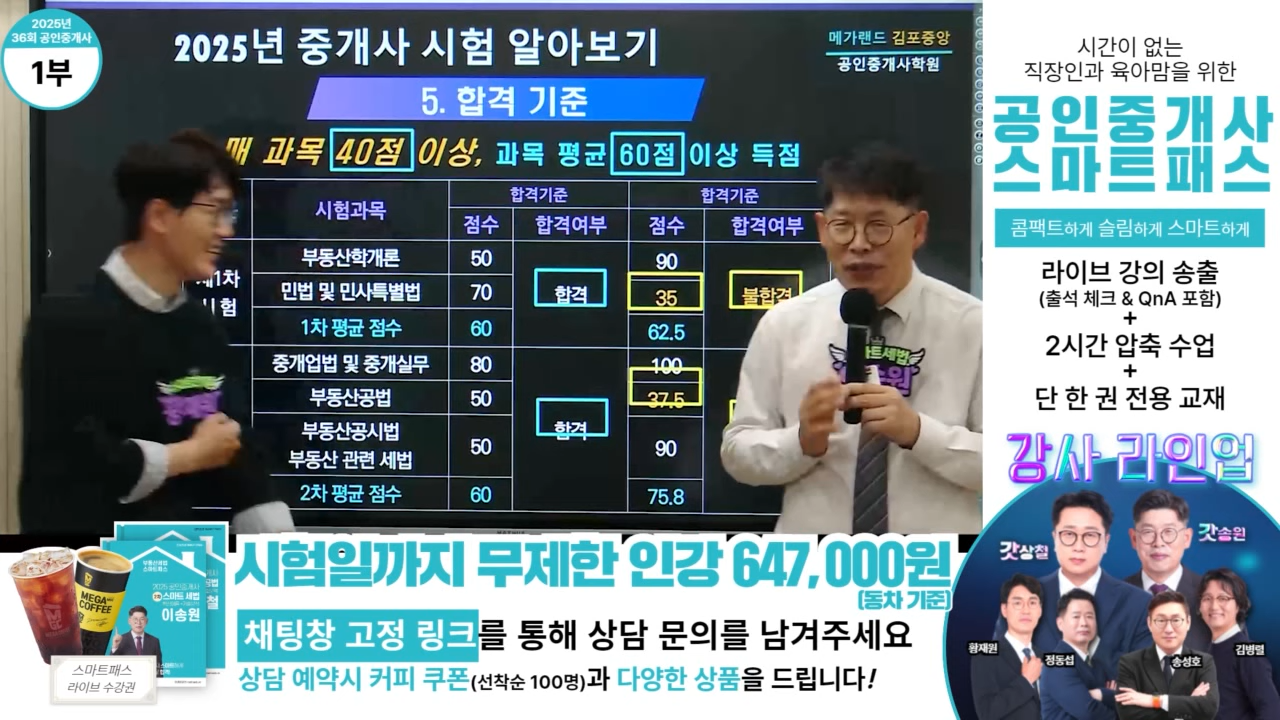 2025년
36회 공인중개사
1부
2025년 중개사 시험 알아보기
메가랜드 김포중앙
공인중개사학원
5. 합격 기준
매 과목 40점 이상, 과목 평균 60점 이상 득점
시험과목
합격기준
합격기준
점수
합격여부
점수
합격여부
제1차
시험
부동산학개론
50
90
민법 및 민사특별법
70
합격
35
불합격
1차 평균 점수
60
62.5
중개업법 및 중개실무
80
100
부동산공법
50
37.5
부동산공시법
부동산 관련 세법
50
합격
90
2차 평균 점수
60
75.8
시간이 없는
직장인과 육아맘을 위한
공인중개사
스마트패스
콤팩트하게 슬림하게 스마트하게
라이브 강의 송출
(출석 체크 & QnA 포함)
+
2시간 압축 수업
+
단 한 권 전용 교재
강사 라인업
갓상철
갓송원
황재원
정동섭
송성호
김병렬
MEGA
COFFEE
스마트 세법
이송원
스마트패스
라이브 수강권
시험일까지 무제한 인강 647,000원
(동차 기준)
채팅창 고정 링크를 통해 상담 문의를 남겨주세요
상담 예약시 커피 쿠폰(선착순 100명)과 다양한 상품을 드립니다!